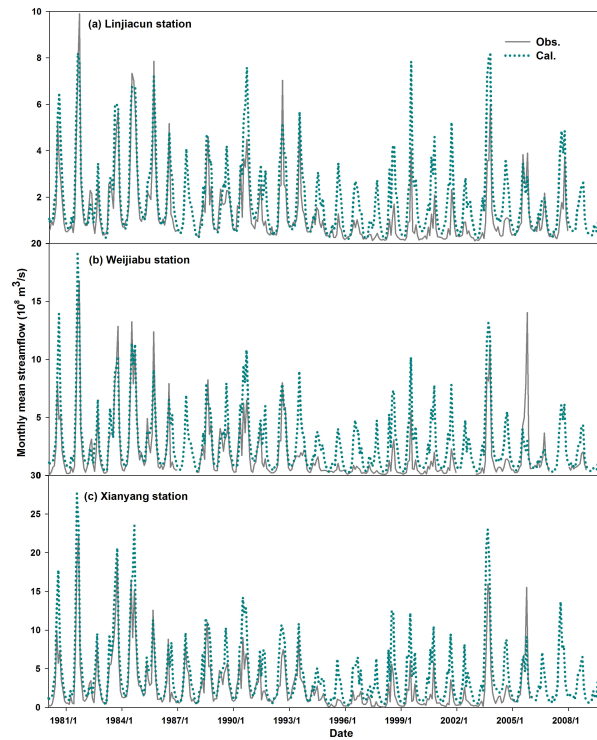 10
(a) Linjiacun station
Obs.
Cal.
8
6
4
2
20
(b) Weijiabu station
15
10
5
Monthly mean streamflow (10⁸ m³/s)
30
(c) Xianyang station
25
20
15
10
5
0
1981/1 1984/1 1987/1 1990/1 1993/1 1996/1 1999/1 2002/1 2005/1 2008/1
Date